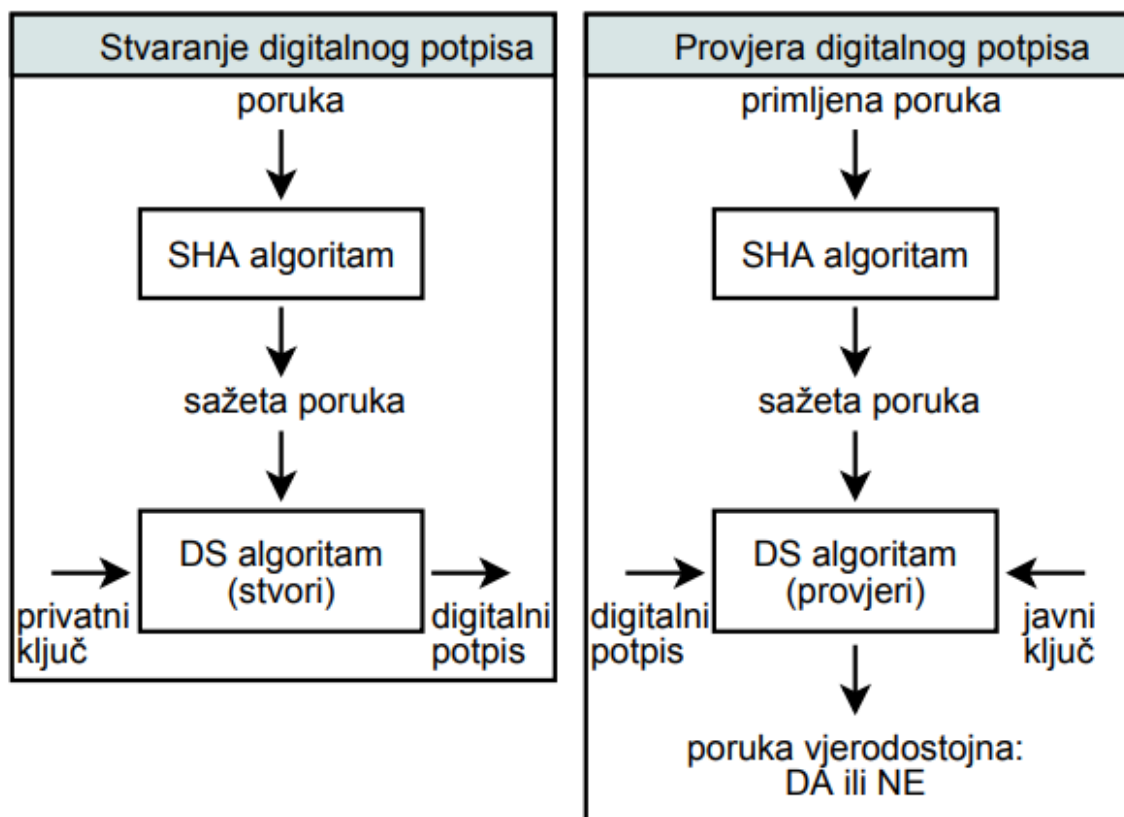 Stvaranje digitalnog potpisa
poruka
SHA algoritam
sažeta poruka
DS algoritam
(stvori)
privatni
ključ
digitalni
potpis
Provjera digitalnog potpisa
primljena poruka
SHA algoritam
sažeta poruka
DS algoritam
(provjeri)
digitalni
potpis
javni
ključ
poruka vjerodostojna:
DA ili NE